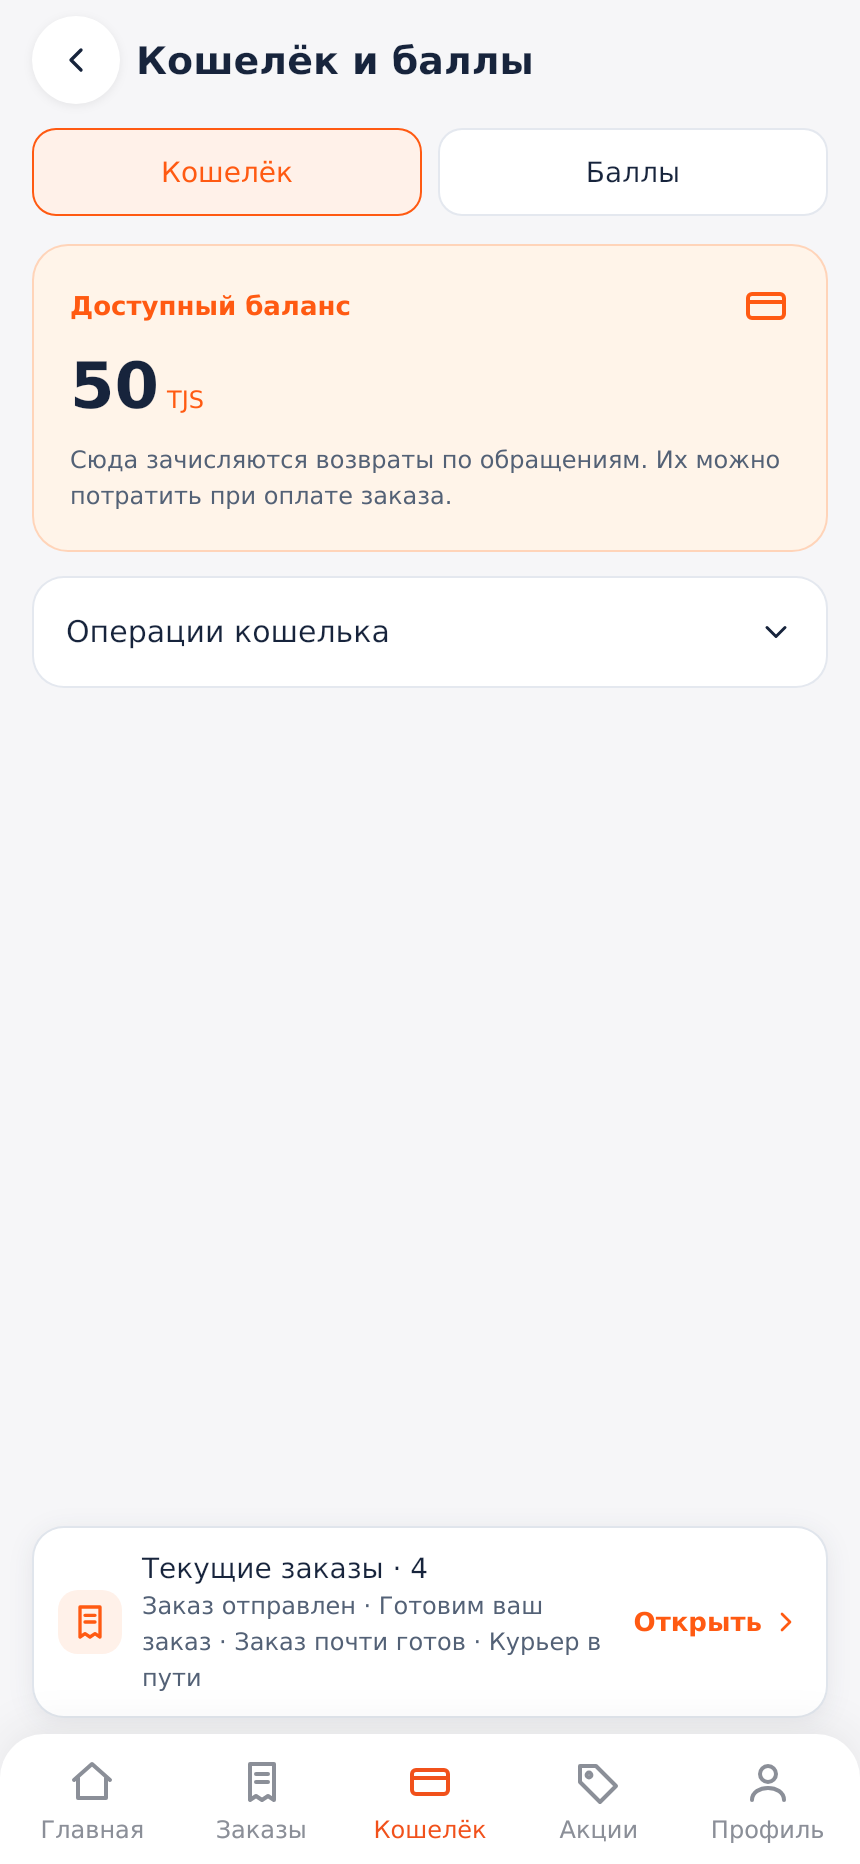 Кошелёк и баллы
Кошелёк
Баллы
Доступный баланс
50 TJS
Сюда зачисляются возвраты по обращениям. Их можно
потратить при оплате заказа.
Операции кошелька
Текущие заказы · 4
Заказ отправлен · Готовим ваш
заказ · Заказ почти готов · Курьер в
пути
Открыть
Главная
Заказы
Кошелёк
Акции
Профиль